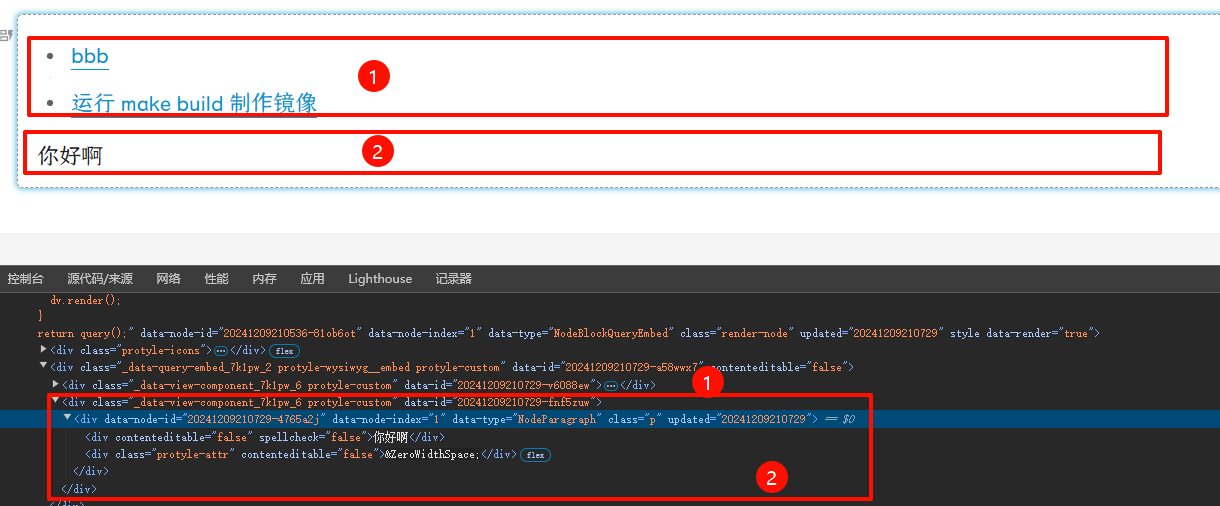 bbb
1
运行 make build 制作镜像
你好啊
2
控制台 源代码/来源 网络 性能 内存 应用 Lighthouse 记录器
dv.render();
}
return query();" data-node-id="20241209210536-81ob6ot" data-node-index="1" data-type="NodeBlockQueryEmbed" class="render-node" updated="20241209210729" style data-render="true">
<div class="protyle-icons">…</div> flex
<div class="_data-query-embed_7k1pw_2 protyle-wysiwyg__embed protyle-custom" data-id="20241209210729-a58wwx7" contenteditable="false">
<div class="_data-view-component_7k1pw_6 protyle-custom" data-id="20241209210729-v6088ew">…</div>
1
<div class="_data-view-component_7k1pw_6 protyle-custom" data-id="20241209210729-fnf5zuw">
<div data-node-id="20241209210729-4765a2j" data-node-index="1" data-type="NodeParagraph" class="p" updated="20241209210729"> == $0
<div contenteditable="false" spellcheck="false">你好啊</div>
<div class="protyle-attr" contenteditable="false">&ZeroWidthSpace;</div> flex
</div>
2
</div>
</div>